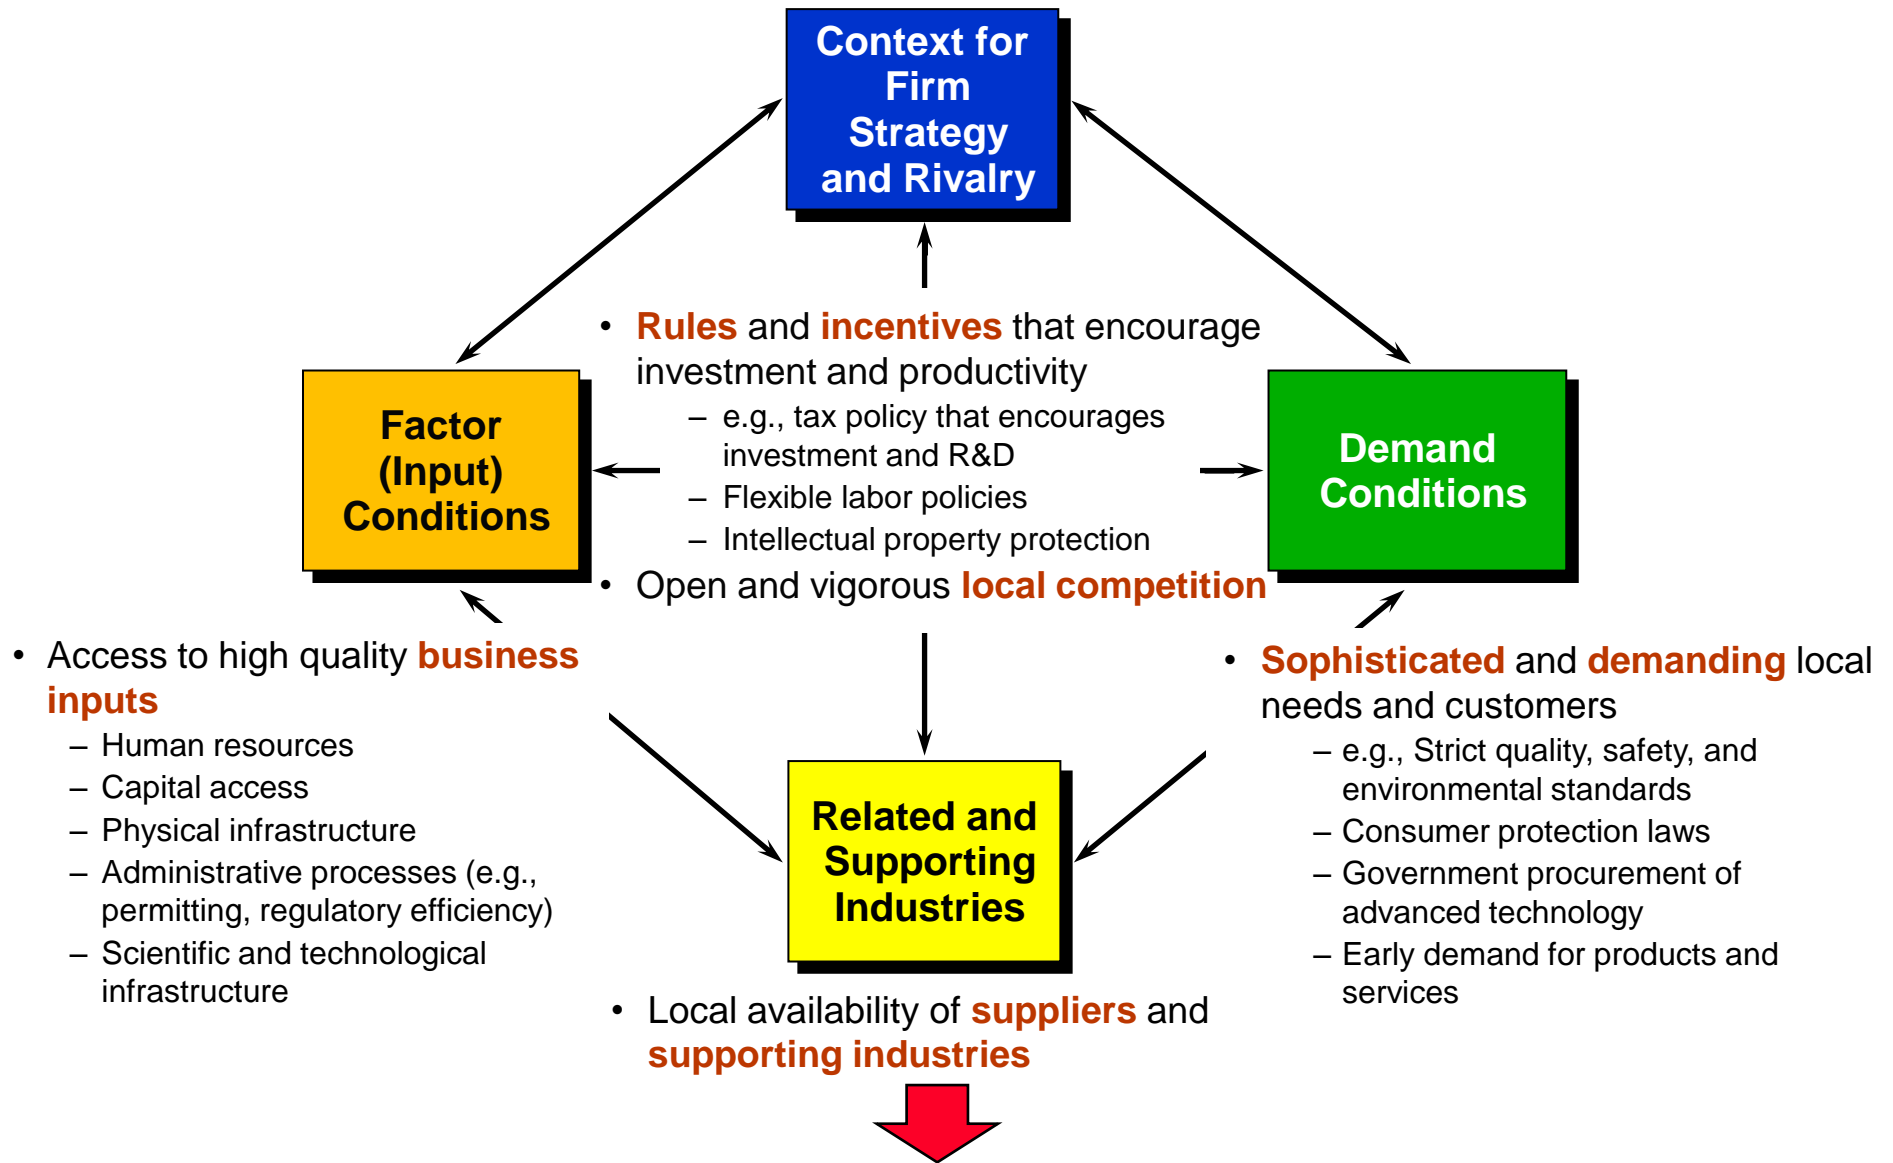 Context for
Firm
Strategy
and Rivalry
• Rules and incentives that encourage
investment and productivity
– e.g., tax policy that encourages
investment and R&D
– Flexible labor policies
– Intellectual property protection
• Open and vigorous local competition
Factor
(Input)
Conditions
Demand
Conditions
• Access to high quality business
inputs
– Human resources
– Capital access
– Physical infrastructure
– Administrative processes (e.g.,
permitting, regulatory efficiency)
– Scientific and technological
infrastructure
• Sophisticated and demanding local
needs and customers
– e.g., Strict quality, safety, and
environmental standards
– Consumer protection laws
– Government procurement of
advanced technology
– Early demand for products and
services
Related and
Supporting
Industries
• Local availability of suppliers and
supporting industries